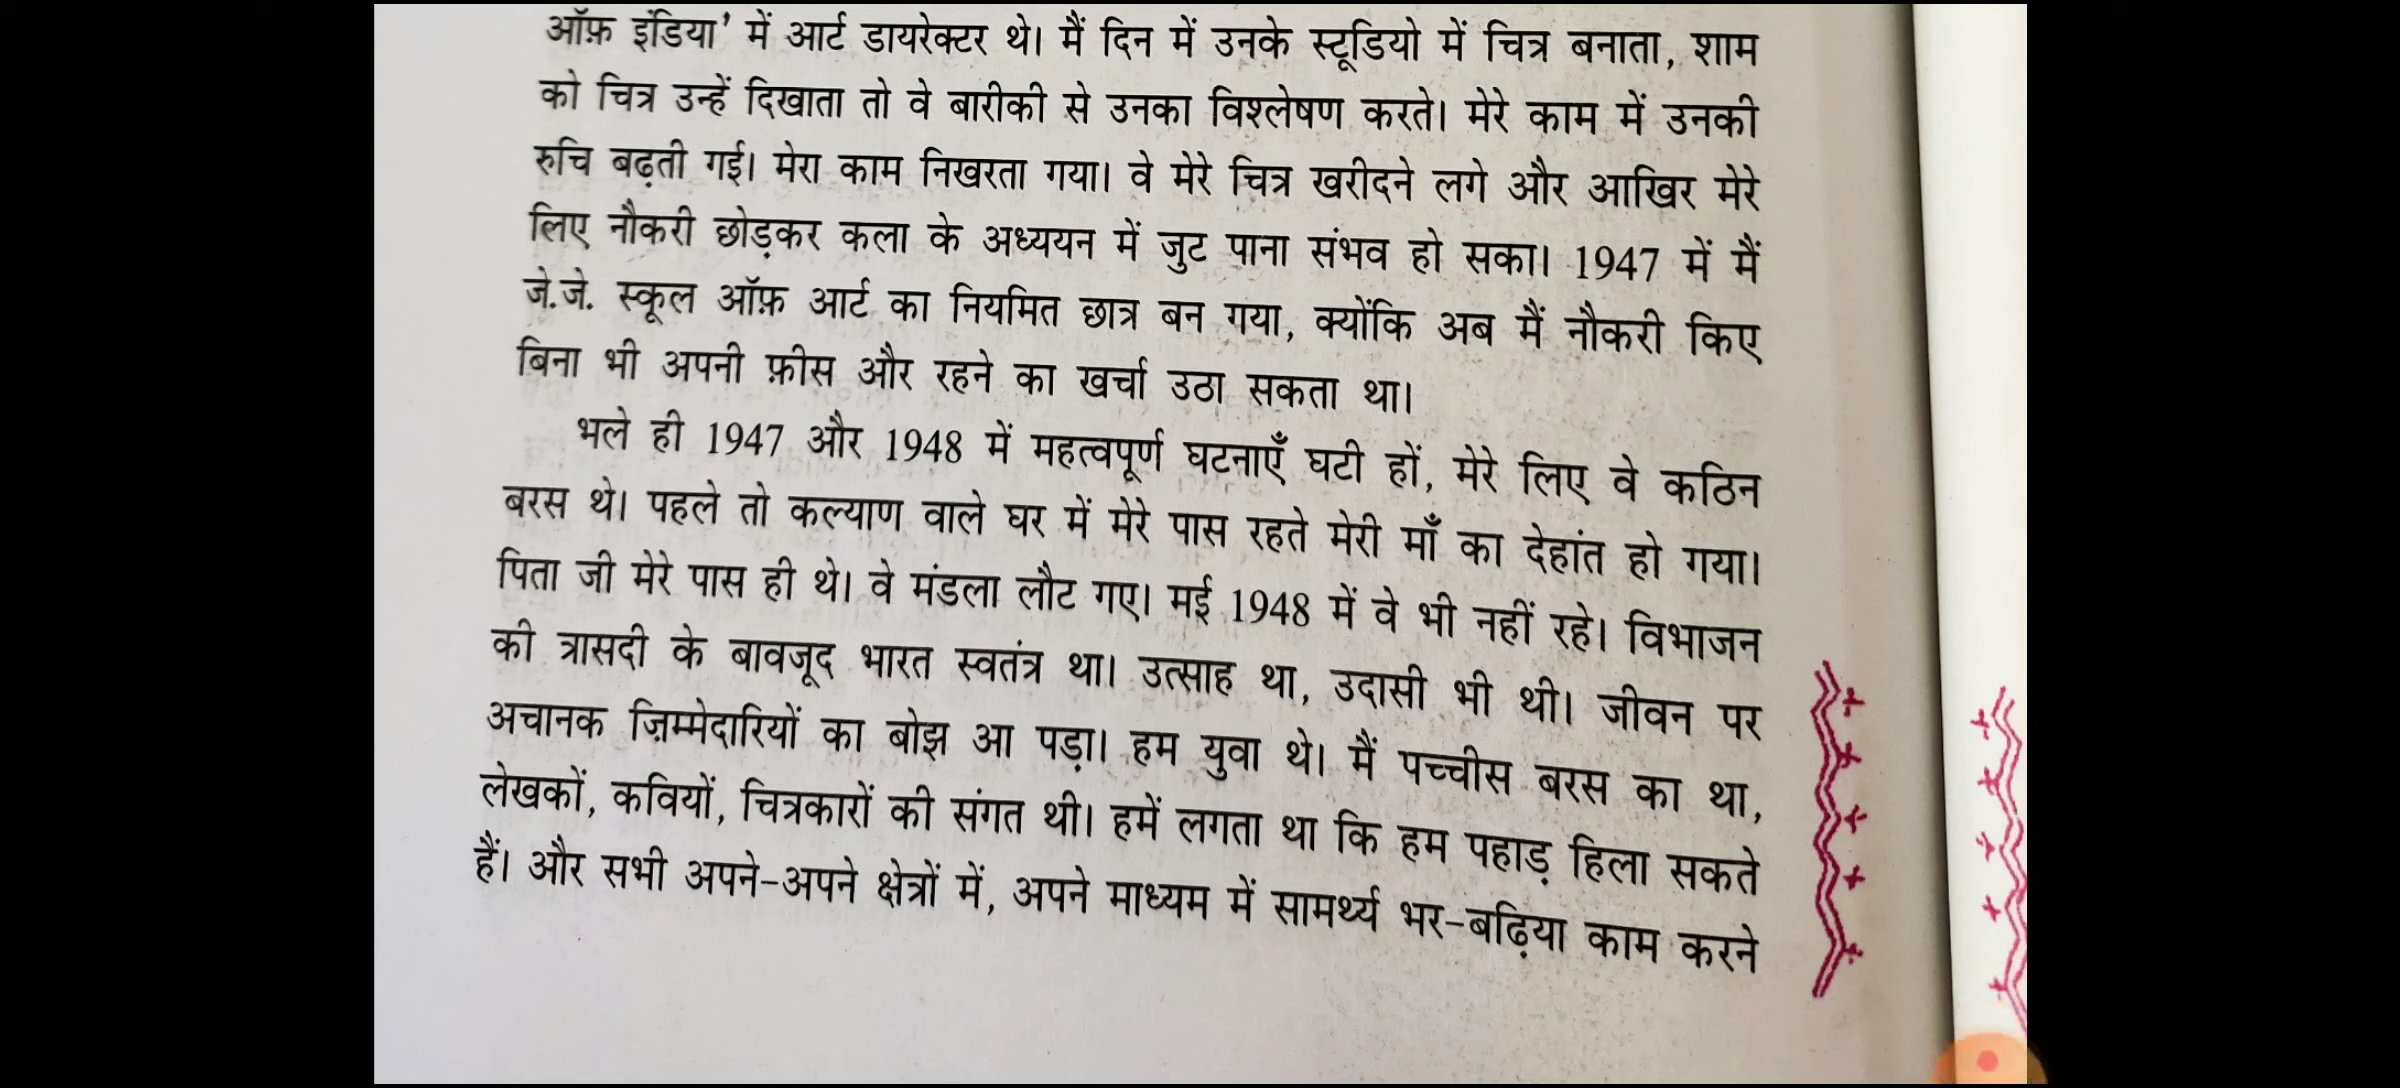 ऑफ़ इंडिया' में आर्ट डायरेक्टर थे। मैं दिन में उनके स्टूडियो में चित्र बनाता, शाम
को चित्र उन्हें दिखाता तो वे बारीकी से उनका विश्लेषण करते। मेरे काम में उनकी
रुचि बढ़ती गई। मेरा काम निखरता गया। वे मेरे चित्र खरीदने लगे और आखिर मेरे
लिए नौकरी छोड़कर कला के अध्ययन में जुट पाना संभव हो सका। 1947 में मैं
जे.जे. स्कूल ऑफ़ आर्ट का नियमित छात्र बन गया, क्योंकि अब मैं नौकरी किए
बिना भी अपनी फ़ीस और रहने का खर्चा उठा सकता था।
भले ही 1947 और 1948 में महत्वपूर्ण घटनाएँ घटी हों, मेरे लिए वे कठिन
बरस थे। पहले तो कल्याण वाले घर में मेरे पास रहते मेरी माँ का देहांत हो गया।
पिता जी मेरे पास ही थे। वे मंडला लौट गए। मई 1948 में वे भी नहीं रहे। विभाजन
की त्रासदी के बावजूद भारत स्वतंत्र था। उत्साह था, उदासी भी थी। जीवन पर
अचानक ज़िम्मेदारियों का बोझ आ पड़ा। हम युवा थे। मैं पच्चीस बरस का था,
लेखकों, कवियों, चित्रकारों की संगत थी। हमें लगता था कि हम पहाड़ हिला सकते
हैं। और सभी अपने-अपने क्षेत्रों में, अपने माध्यम में सामर्थ्य भर-बढ़िया काम करने